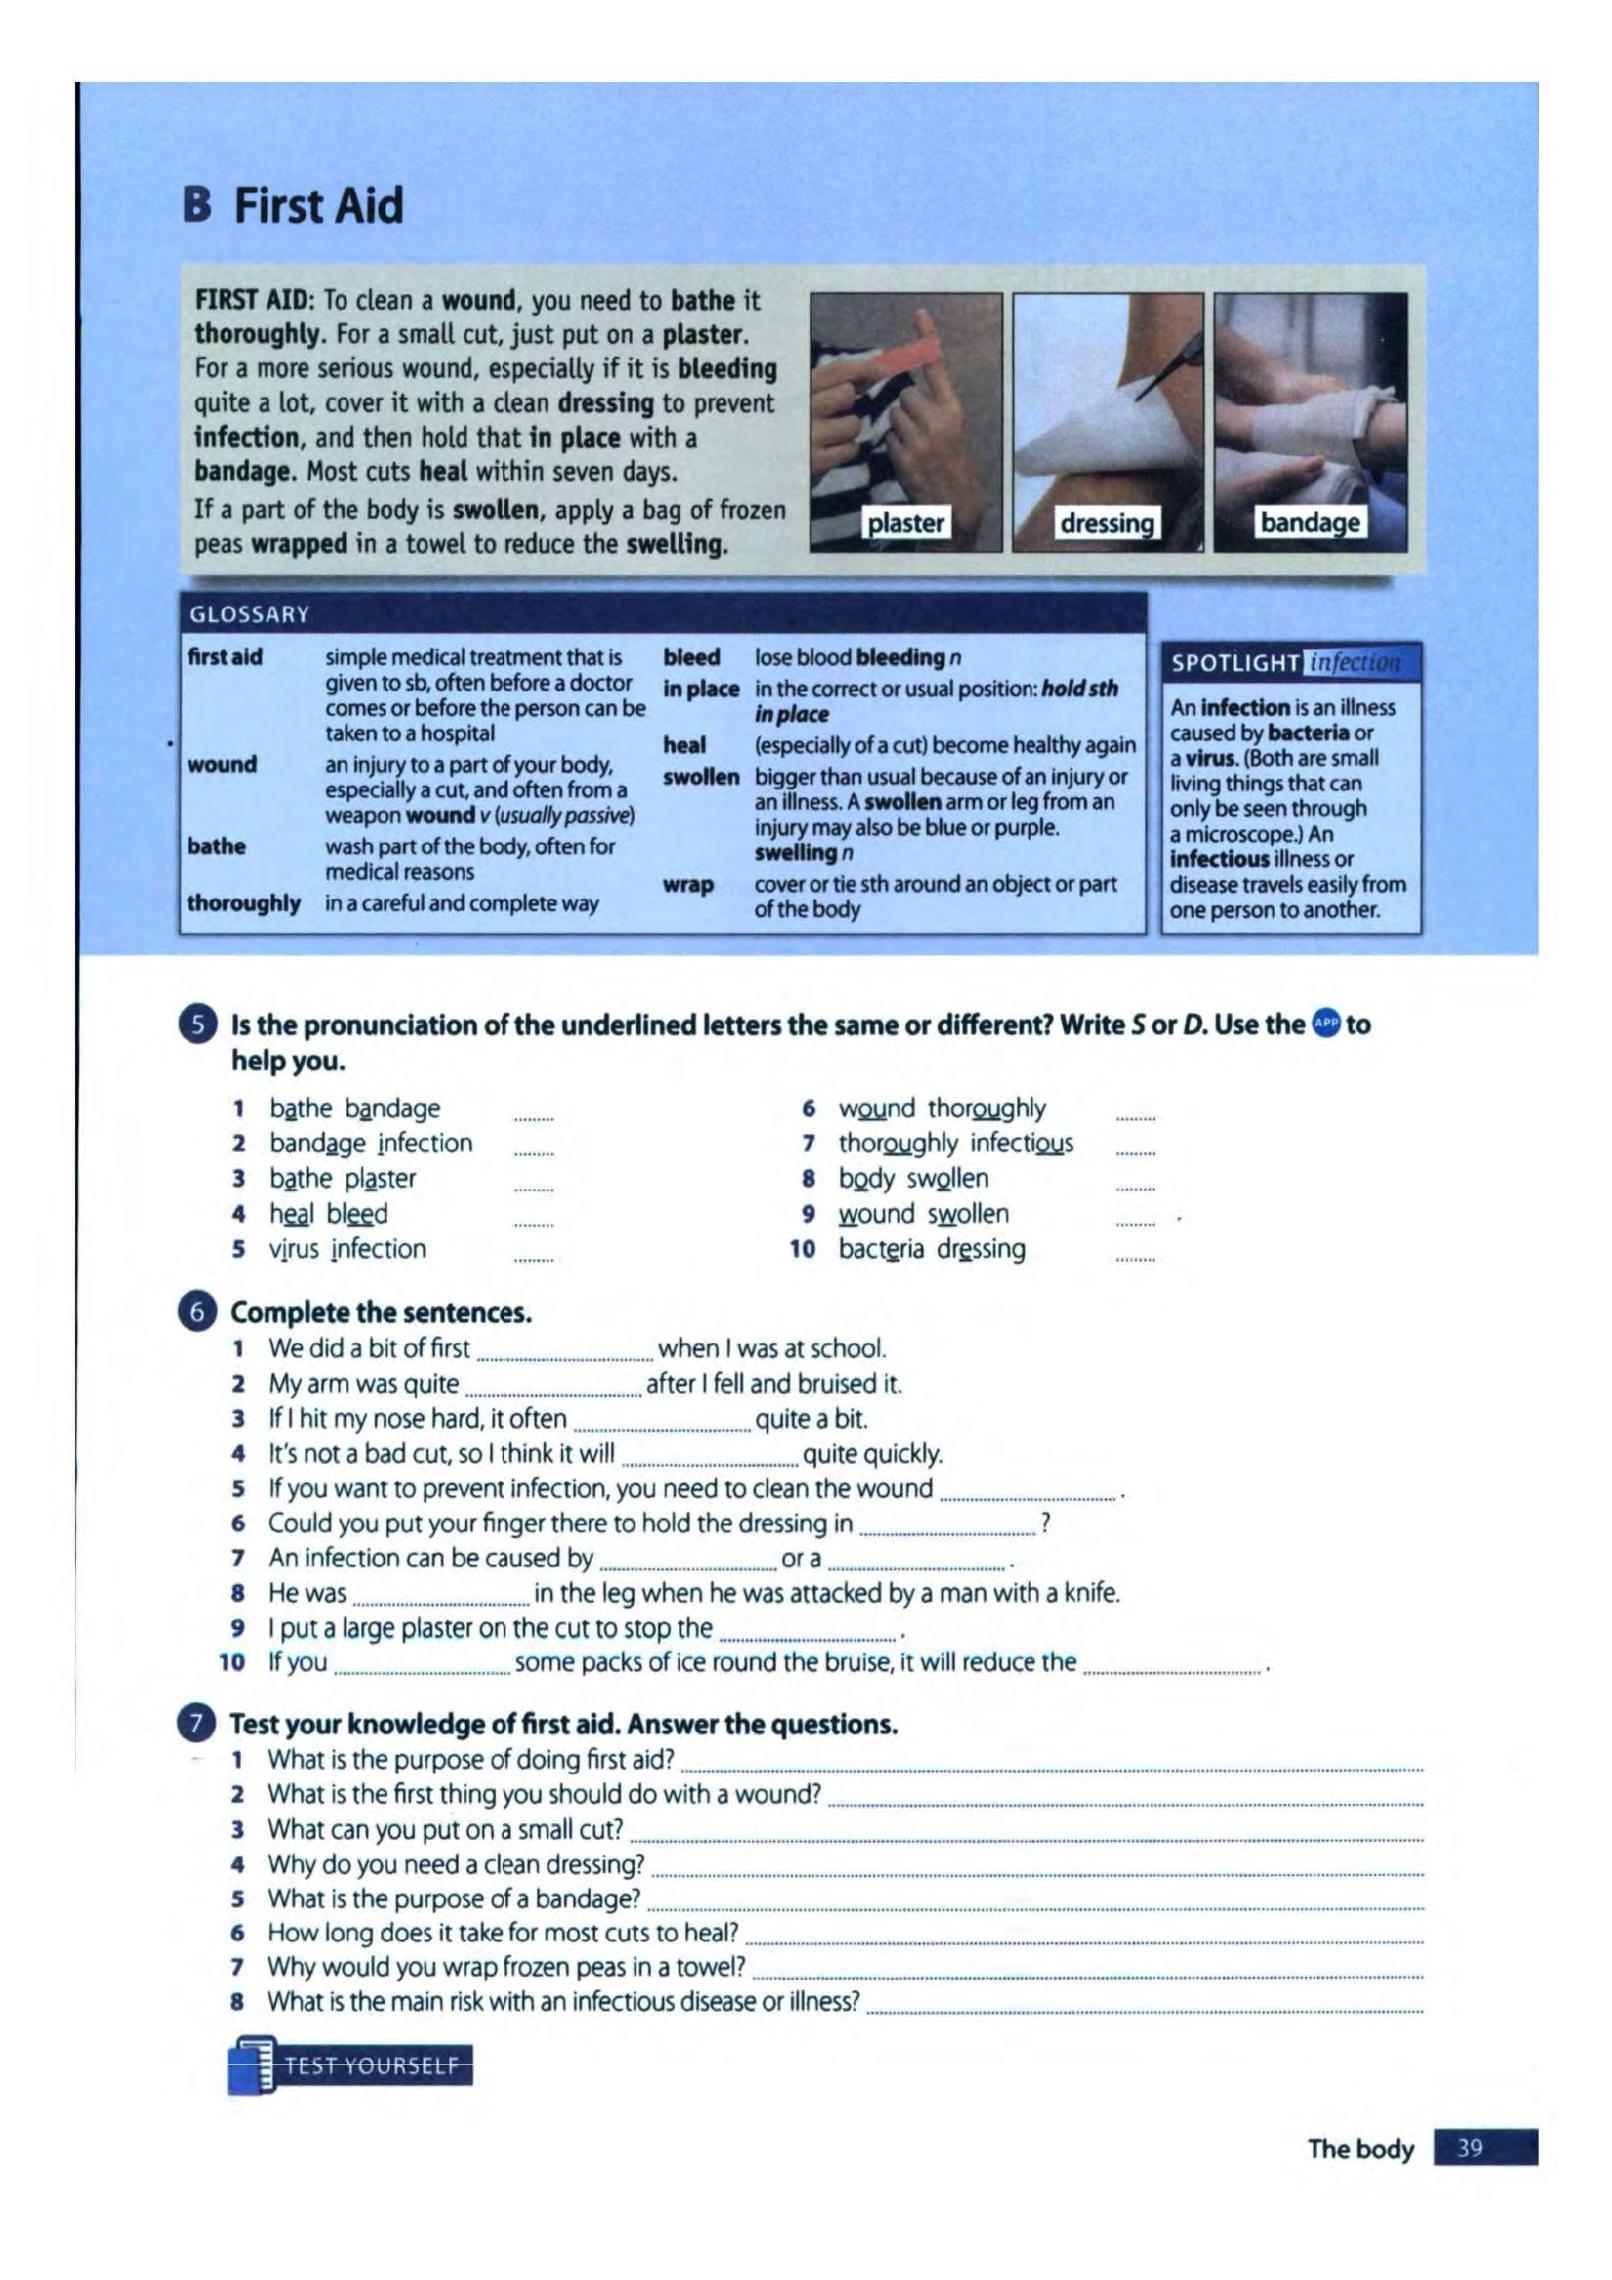 B First Aid
FIRST AID: To clean a wound, you need to bathe it
thoroughly. For a small cut, just put on a plaster.
For a more serious wound, especially if it is bleeding
quite a lot, cover it with a clean dressing to prevent
infection, and then hold that in place with a
bandage. Most cuts heal within seven days.
If a part of the body is swollen, apply a bag of frozen
peas wrapped in a towel to reduce the swelling.
plaster
dressing
bandage
GLOSSARY
first aid simple medical treatment that is
given to sb, often before a doctor
comes or before the person can be
taken to a hospital
wound an injury to a part of your body,
especially a cut, and often from a
weapon wound v (usually passive)
bathe wash part of the body, often for
medical reasons
thoroughly in a careful and complete way
bleed lose blood bleeding n
in place in the correct or usual position: hold sth
in place
heal (especially of a cut) become healthy again
swollen bigger than usual because of an injury or
an illness. A swollen arm or leg from an
injury may also be blue or purple.
swelling n
wrap cover or tie sth around an object or part
of the body
SPOTLIGHT infection
An infection is an illness
caused by bacteria or
a virus. (Both are small
living things that can
only be seen through
a microscope.) An
infectious illness or
disease travels easily from
one person to another.
5 Is the pronunciation of the underlined letters the same or different? Write S or D. Use the APP to
help you.
1 bathe bandage ........
2 bandage infection ........
3 bathe plaster ........
4 heal bleed ........
5 virus infection ........
6 wound thoroughly ........
7 thoroughly infectious ........
8 body swollen ........
9 wound swollen ........
10 bacteria dressing ........
6 Complete the sentences.
1 We did a bit of first ........ when I was at school.
2 My arm was quite ........ after I fell and bruised it.
3 If I hit my nose hard, it often ........ quite a bit.
4 It's not a bad cut, so I think it will ........ quite quickly.
5 If you want to prevent infection, you need to clean the wound ........ .
6 Could you put your finger there to hold the dressing in ........ ?
7 An infection can be caused by ........ or a ........ .
8 He was ........ in the leg when he was attacked by a man with a knife.
9 I put a large plaster on the cut to stop the ........ .
10 If you ........ some packs of ice round the bruise, it will reduce the ........ .
7 Test your knowledge of first aid. Answer the questions.
1 What is the purpose of doing first aid? ........
2 What is the first thing you should do with a wound? ........
3 What can you put on a small cut? ........
4 Why do you need a clean dressing? ........
5 What is the purpose of a bandage? ........
6 How long does it take for most cuts to heal? ........
7 Why would you wrap frozen peas in a towel? ........
8 What is the main risk with an infectious disease or illness? ........
TEST YOURSELF
The body 39